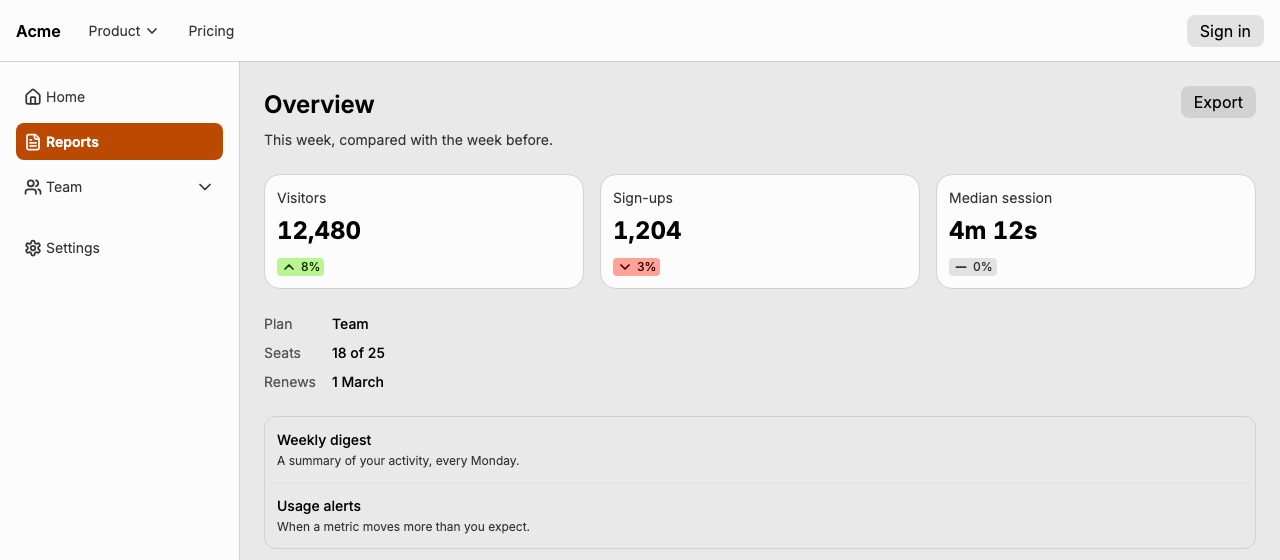 Acme
Product
Pricing
Sign in
Home
Reports
Team
Settings
Overview
Export
This week, compared with the week before.
Visitors
12,480
8%
Sign-ups
1,204
3%
Median session
4m 12s
0%
Plan Team
Seats 18 of 25
Renews 1 March
Weekly digest
A summary of your activity, every Monday.
Usage alerts
When a metric moves more than you expect.